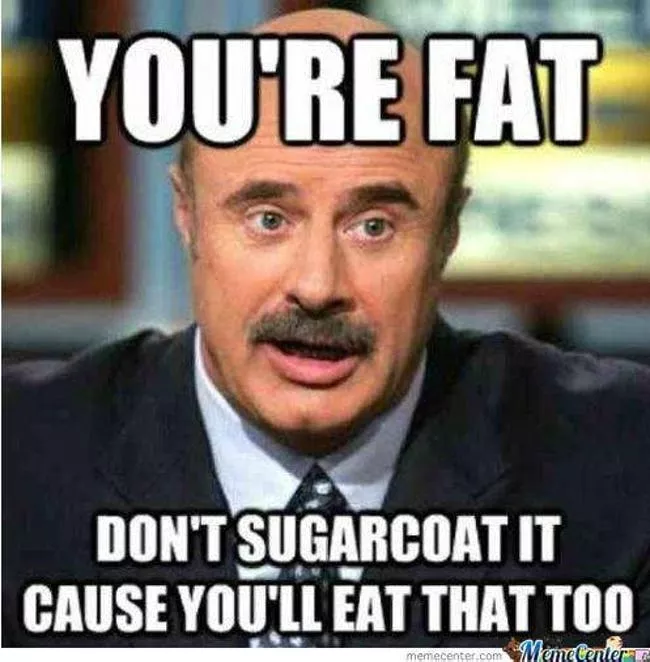 YOU'RE FAT
DON'T SUGARCOAT IT
CAUSE YOU'LL EAT THAT TOO
memecenter.com MemeCenter